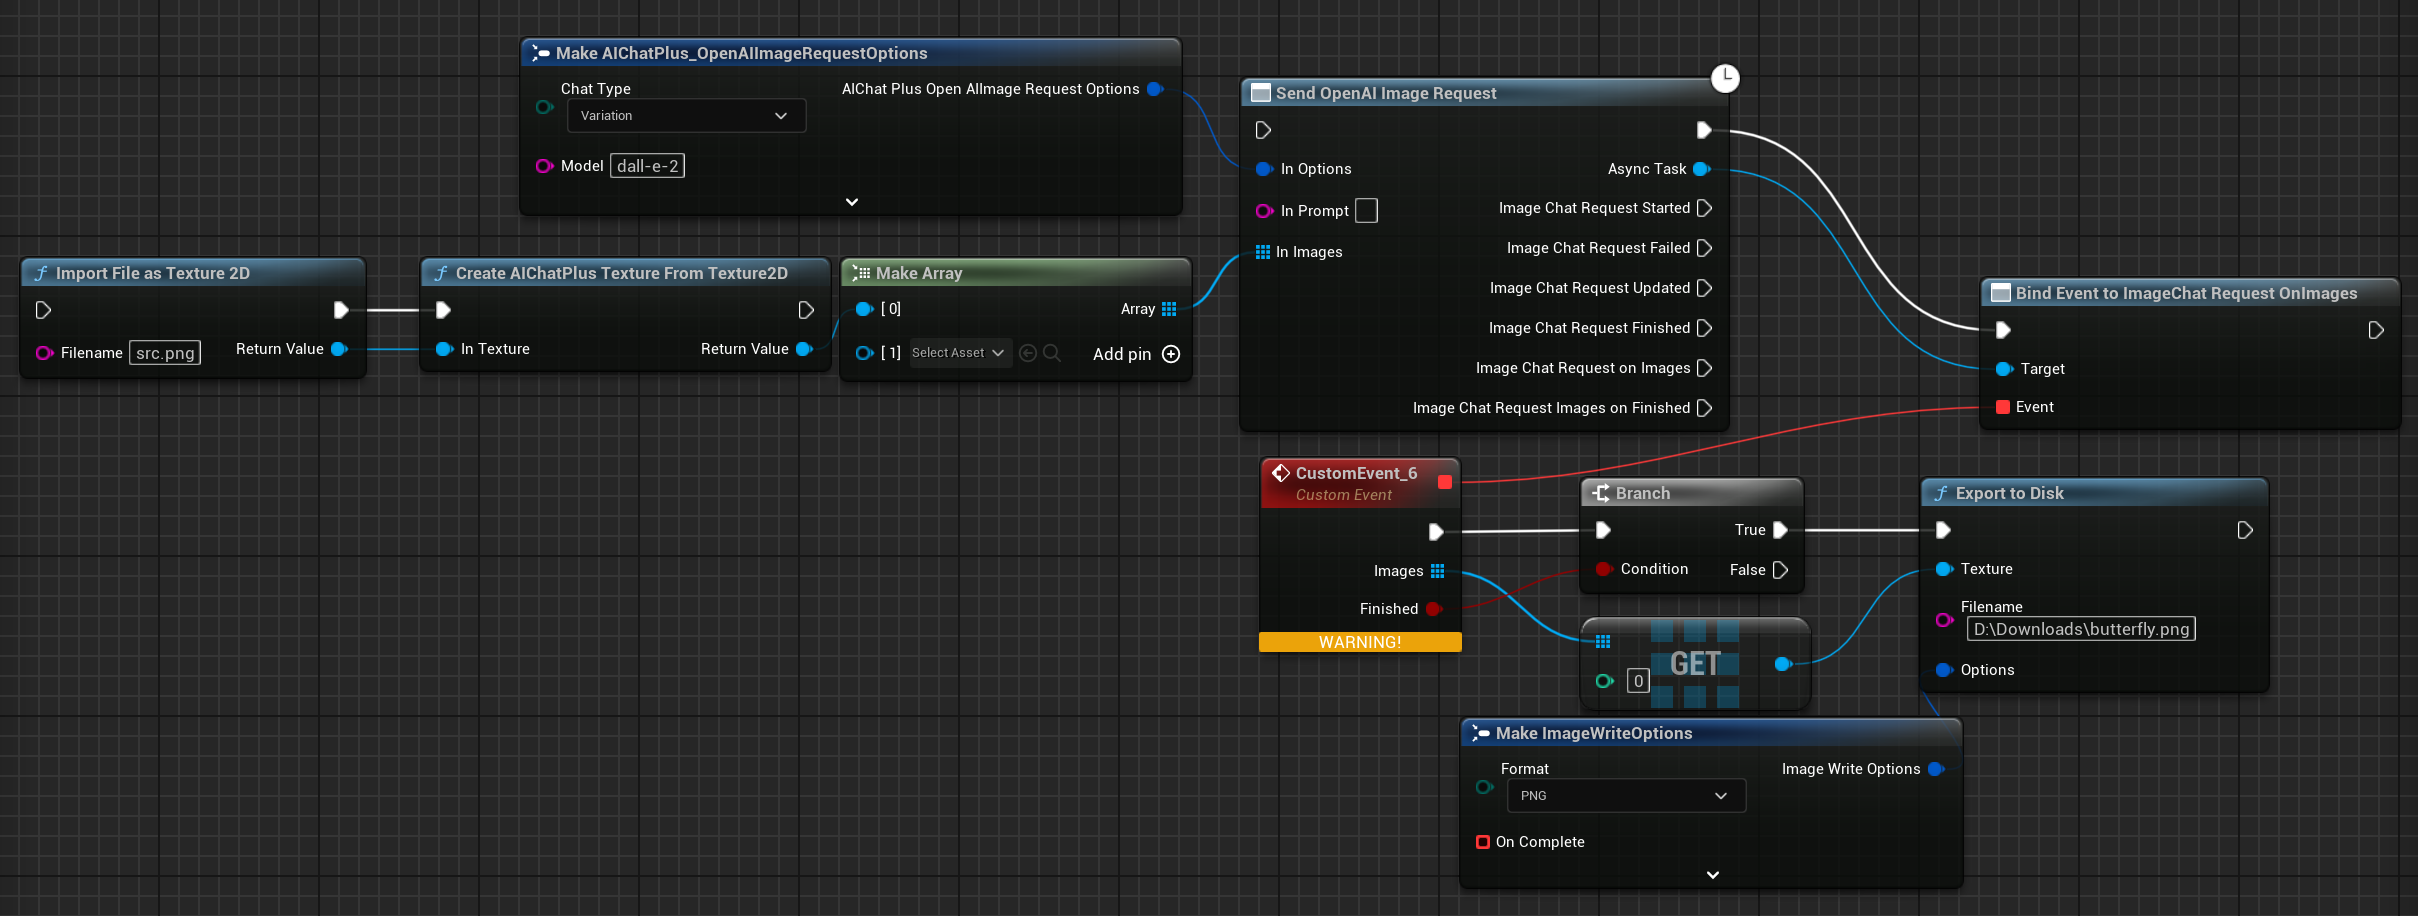 Make AIChatPlus_OpenAIImageRequestOptions
Chat Type
AIChat Plus Open AIImage Request Options
Variation
Model dall-e-2
Send OpenAI Image Request
In Options
Async Task
In Prompt
Image Chat Request Started
In Images
Image Chat Request Failed
Image Chat Request Updated
Image Chat Request Finished
Image Chat Request on Images
Image Chat Request Images on Finished
Import File as Texture 2D
Filename src.png
Return Value
Create AIChatPlus Texture From Texture2D
In Texture
Return Value
Make Array
[ 0]
Array
[ 1] Select Asset
Add pin
Bind Event to ImageChat Request OnImages
Target
Event
CustomEvent_6
Custom Event
Images
Finished
WARNING!
Branch
True
Condition
False
GET
0
Export to Disk
Texture
Filename
D:\Downloads\butterfly.png
Options
Make ImageWriteOptions
Format
Image Write Options
PNG
On Complete